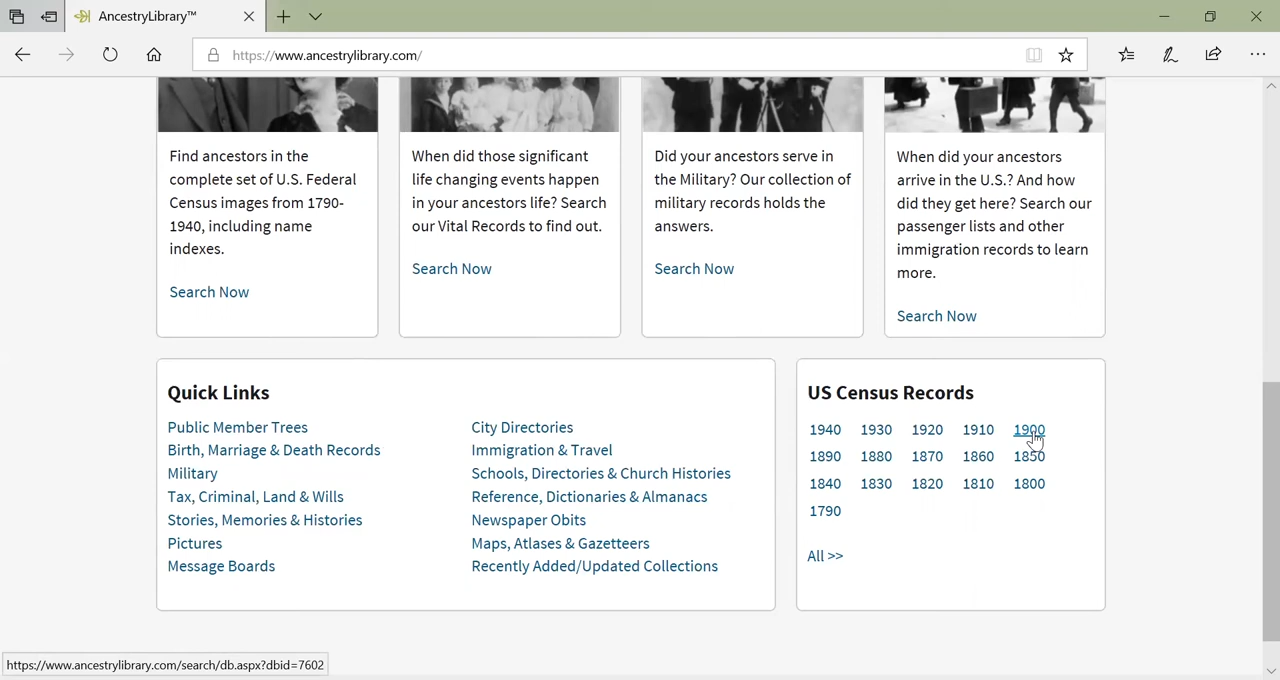 AncestryLibrary™
https://www.ancestrylibrary.com/
Find ancestors in the
complete set of U.S. Federal
Census images from 1790-
1940, including name
indexes.
Search Now
When did those significant
life changing events happen
in your ancestors life? Search
our Vital Records to find out.
Search Now
Did your ancestors serve in
the Military? Our collection of
military records holds the
answers.
Search Now
When did your ancestors
arrive in the U.S.? And how
did they get here? Search our
passenger lists and other
immigration records to learn
more.
Search Now
Quick Links
Public Member Trees
Birth, Marriage & Death Records
Military
Tax, Criminal, Land & Wills
Stories, Memories & Histories
Pictures
Message Boards
City Directories
Immigration & Travel
Schools, Directories & Church Histories
Reference, Dictionaries & Almanacs
Newspaper Obits
Maps, Atlases & Gazetteers
Recently Added/Updated Collections
US Census Records
1940 1930 1920 1910 1900
1890 1880 1870 1860 1850
1840 1830 1820 1810 1800
1790
All >>
https://www.ancestrylibrary.com/search/db.aspx?dbid=7602